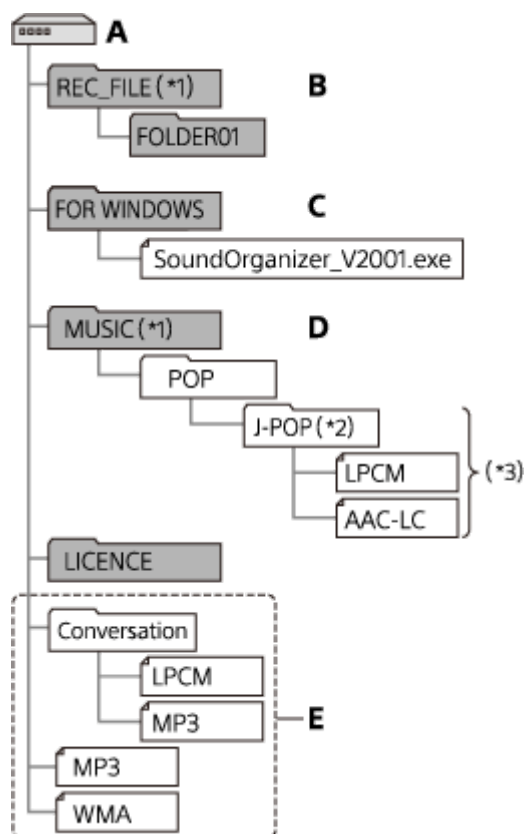 A
REC_FILE(*1) B
FOLDER01
FOR WINDOWS C
SoundOrganizer_V2001.exe
MUSIC(*1) D
POP
J-POP(*2)
LPCM (*3)
AAC-LC
LICENCE
Conversation
LPCM
MP3 E
MP3
WMA